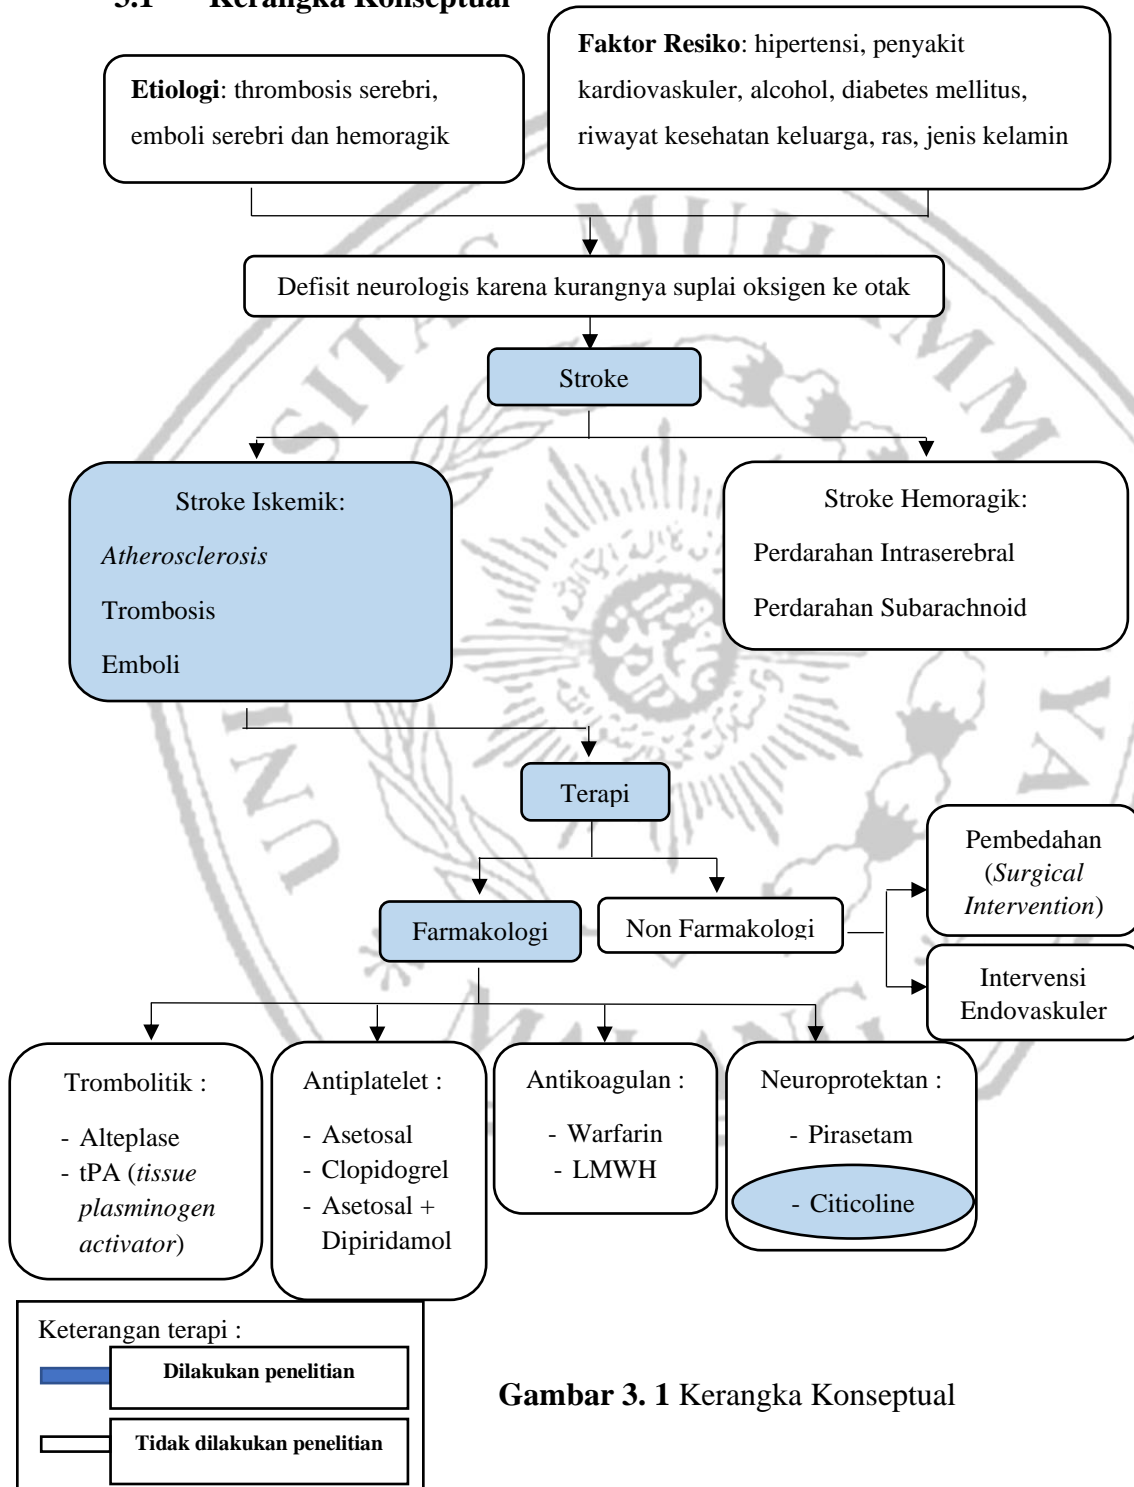 3.1 Kerangka Konseptual
Etiologi: thrombosis serebri,
emboli serebri dan hemoragik
Faktor Resiko: hipertensi, penyakit
kardiovaskuler, alcohol, diabetes mellitus,
riwayat kesehatan keluarga, ras, jenis kelamin
Defisit neurologis karena kurangnya suplai oksigen ke otak
Stroke
Stroke Iskemik:
Atherosclerosis
Trombosis
Emboli
Stroke Hemoragik:
Perdarahan Intraserebral
Perdarahan Subarachnoid
Terapi
Farmakologi
Non Farmakologi
Pembedahan
(Surgical
Intervention)
Intervensi
Endovaskuler
Trombolitik :
- Alteplase
- tPA (tissue
plasminogen
activator)
Antiplatelet :
- Asetosal
- Clopidogrel
- Asetosal +
Dipiridamol
Antikoagulan :
- Warfarin
- LMWH
Neuroprotektan :
- Pirasetam
- Citicoline
Keterangan terapi :
Dilakukan penelitian
Tidak dilakukan penelitian
Gambar 3. 1 Kerangka Konseptual
MALANG